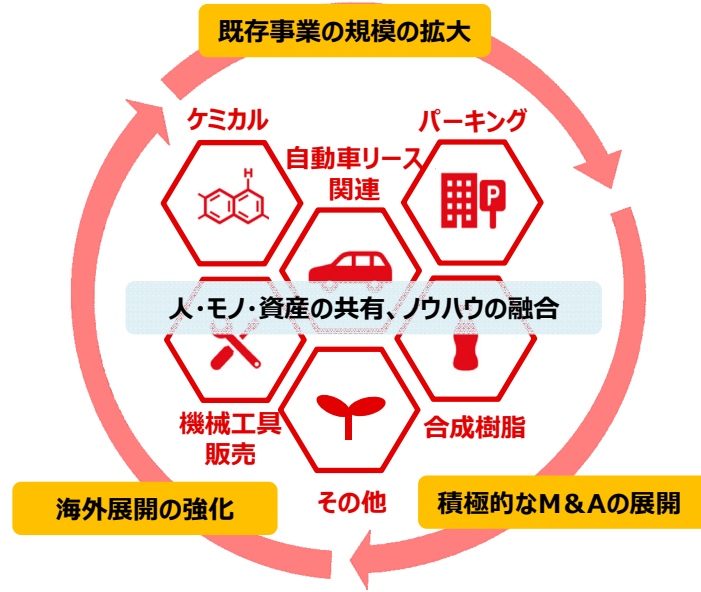 既存事業の規模の拡大
ケミカル
パーキング
自動車リース
関連
H
P
人・モノ・資産の共有、ノウハウの融合
機械工具
販売
合成樹脂
その他
海外展開の強化
積極的なM&Aの展開